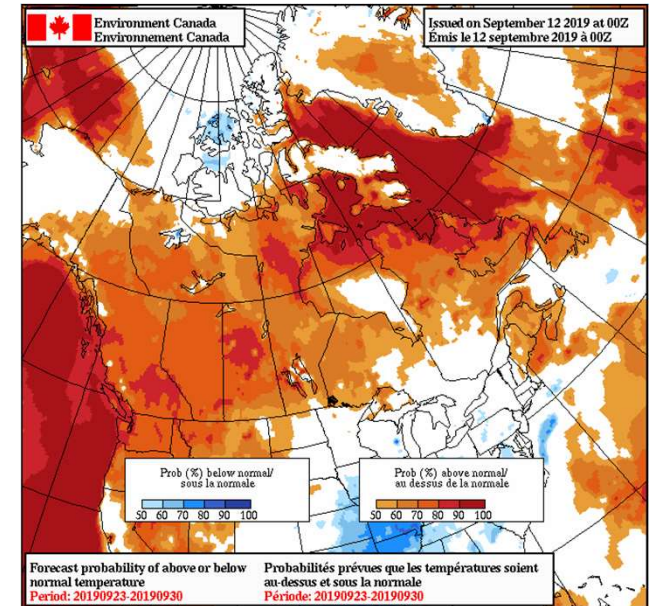 Environment Canada
Environnement Canada
Issued on September 12 2019 at 00Z
Émis le 12 septembre 2019 à 00Z
Prob (%) below normal/
sous la normale
50 60 70 80 90 100
Prob (%) above normal/
au dessus de la normale
50 60 70 80 90 100
Forecast probability of above or below
normal temperature
Period: 20190923-20190930
Probabilités prévues que les températures soient
au-dessus et sous la normale
Période: 20190923-20190930